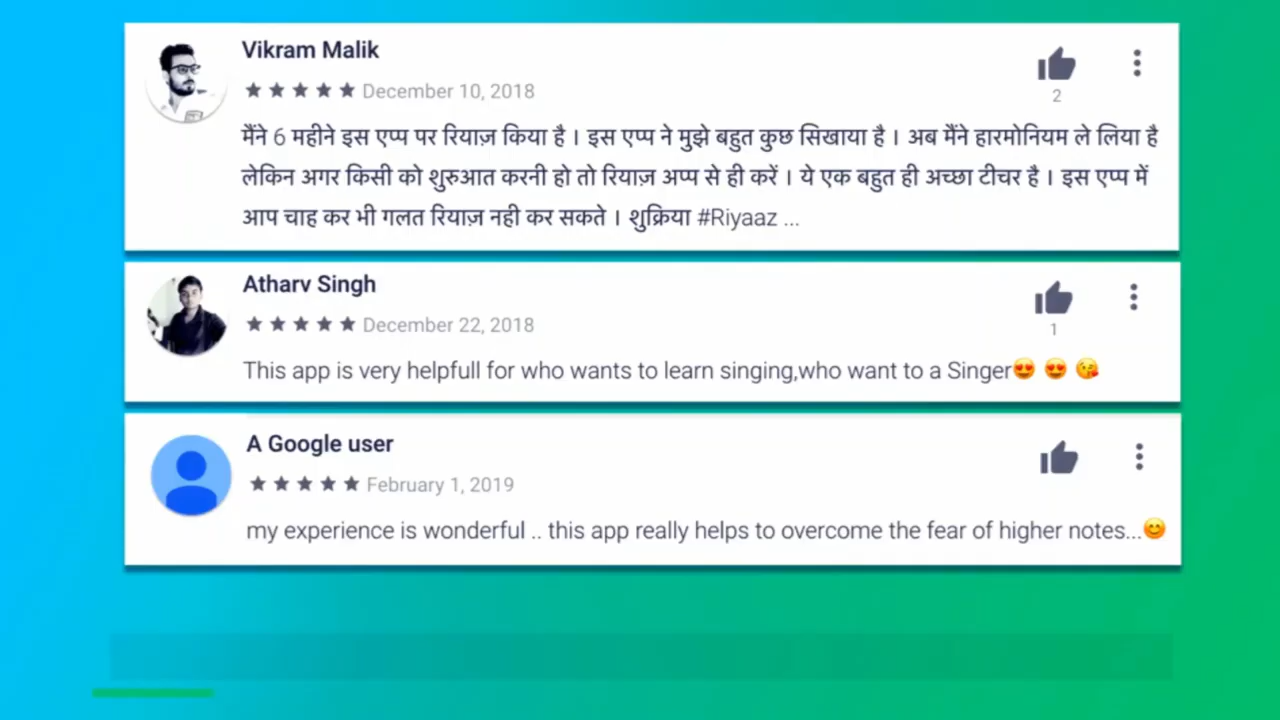 Vikram Malik
★★★★★ December 10, 2018
2
मैंने 6 महीने इस एप्प पर रियाज़ किया है । इस एप्प ने मुझे बहुत कुछ सिखाया है । अब मैंने हारमोनियम ले लिया है
लेकिन अगर किसी को शुरुआत करनी हो तो रियाज़ अप्प से ही करें । ये एक बहुत ही अच्छा टीचर है । इस एप्प में
आप चाह कर भी गलत रियाज़ नही कर सकते । शुक्रिया #Riyaaz ...
Atharv Singh
★★★★★ December 22, 2018
1
This app is very helpfull for who wants to learn singing,who want to a Singer😍 😍 😘
A Google user
★★★★★ February 1, 2019
my experience is wonderful .. this app really helps to overcome the fear of higher notes...😊